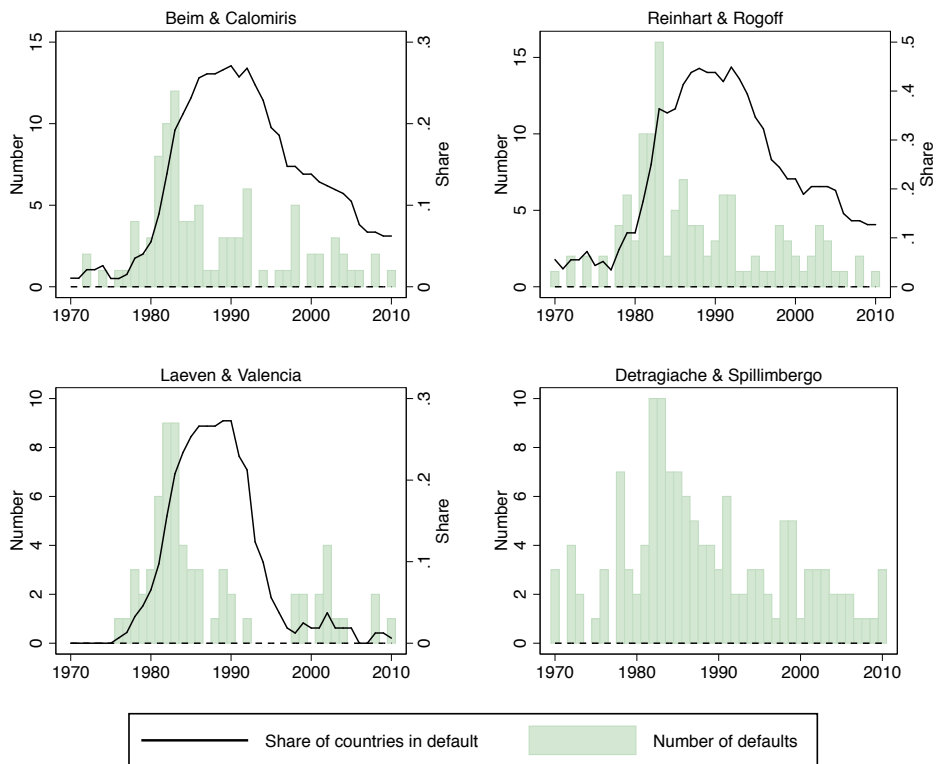 Beim & Calomiris
Number
0 5 10 15
Share
0 .1 .2 .3
1970 1980 1990 2000 2010
Reinhart & Rogoff
Number
0 5 10 15
Share
0 .1 .2 .3 .4 .5
1970 1980 1990 2000 2010
Laeven & Valencia
Number
0 2 4 6 8 10
Share
0 .1 .2 .3
1970 1980 1990 2000 2010
Detragiache & Spillimbergo
Number
0 2 4 6 8 10
1970 1980 1990 2000 2010
Share of countries in default
Number of defaults